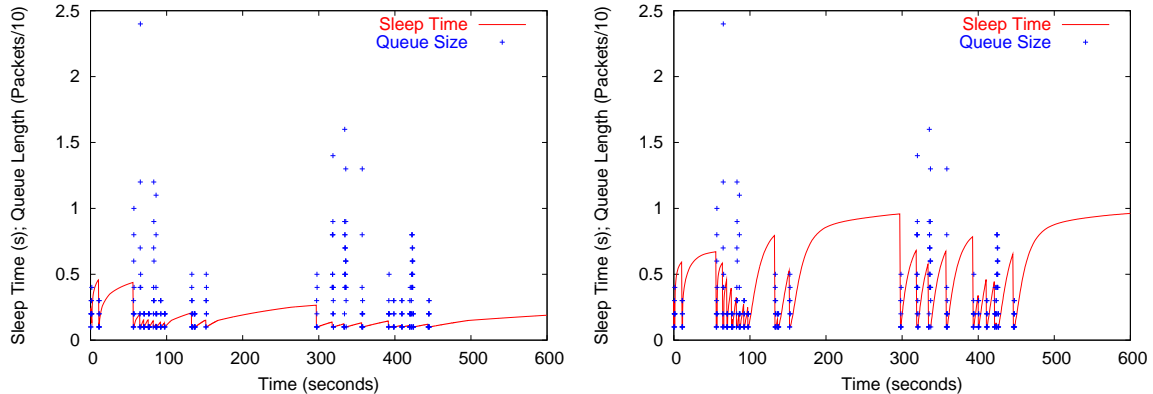 Sleep Time (s); Queue Length (Packets/10)
2.5
2
1.5
1
0.5
0
0 100 200 300 400 500 600
Time (seconds)
Sleep Time
Queue Size
Sleep Time (s); Queue Length (Packets/10)
2.5
2
1.5
1
0.5
0
0 100 200 300 400 500 600
Time (seconds)
Sleep Time
Queue Size